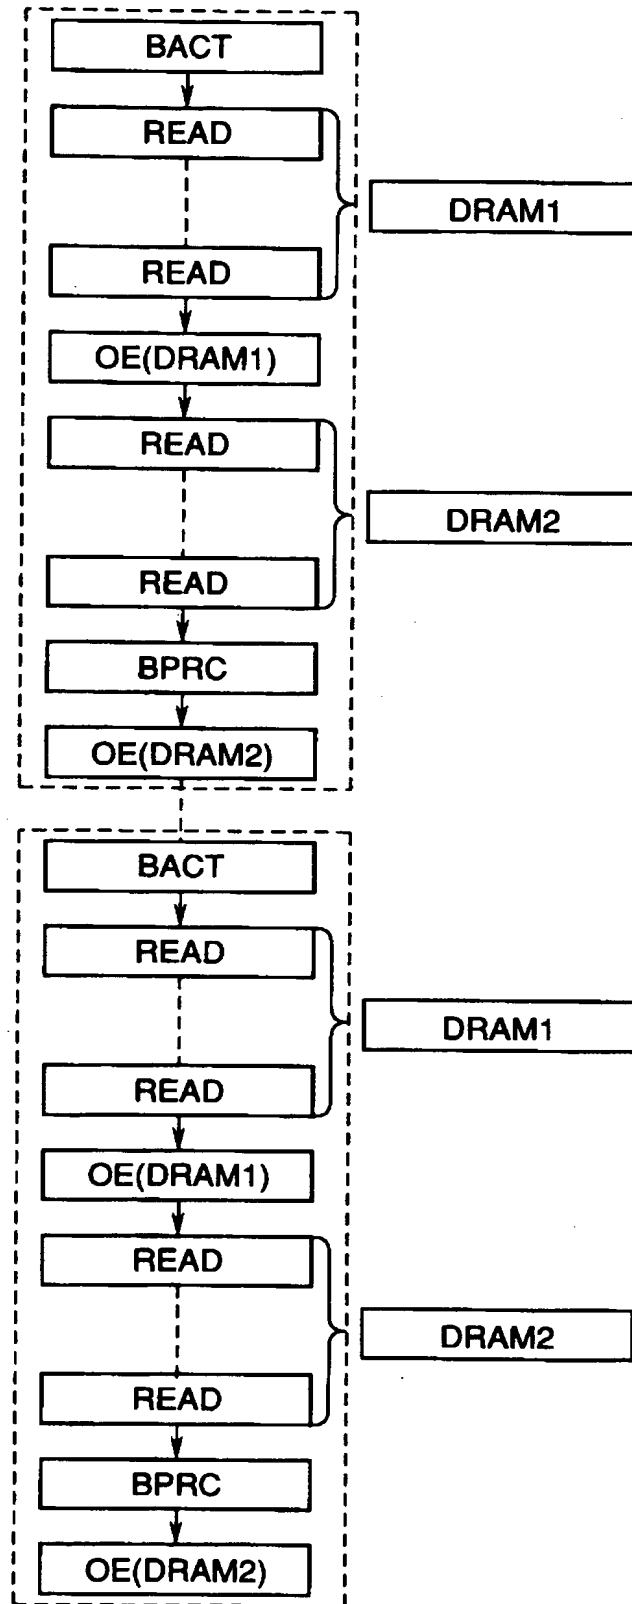 BACT
READ
DRAM1
READ
OE(DRAM1)
READ
DRAM2
READ
BPRC
OE(DRAM2)
BACT
READ
DRAM1
READ
OE(DRAM1)
READ
DRAM2
READ
BPRC
OE(DRAM2)